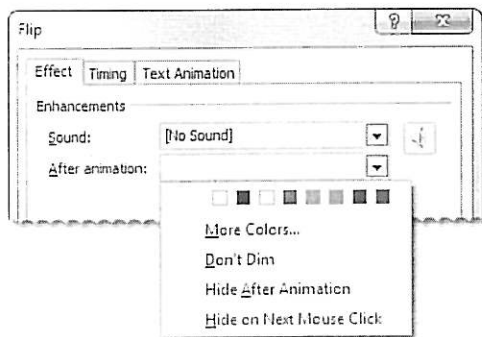 Flip
?
Effect Timing Text Animation
Enhancements
Sound: [No Sound]
After animation:
More Colors...
Don't Dim
Hide After Animation
Hide on Next Mouse Click